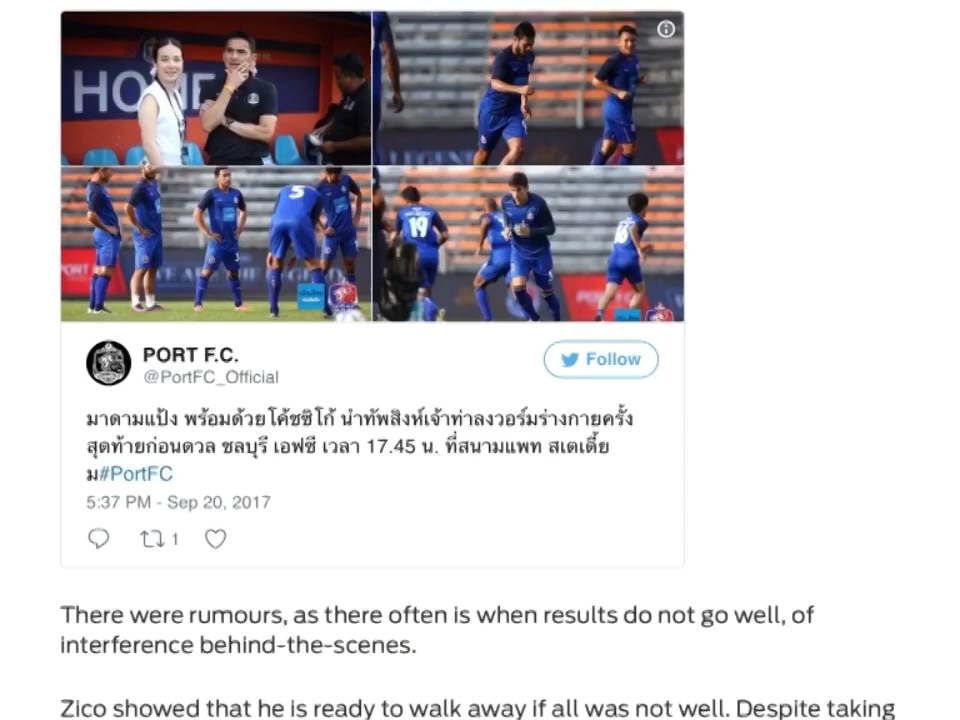 HOME
5
19
PORT F.C.
@PortFC_Official
Follow
มาดามแป้ง พร้อมด้วยโค้ชซิโก้ นำทัพสิงห์เจ้าท่าลงวอร์มร่างกายครั้ง
สุดท้ายก่อนดวล ชลบุรี เอฟซี เวลา 17.45 น. ที่สนามแพท สเตเดี้ย
ม#PortFC
5:37 PM - Sep 20, 2017
1
There were rumours, as there often is when results do not go well, of
interference behind-the-scenes.
Zico showed that he is ready to walk away if all was not well. Despite taking